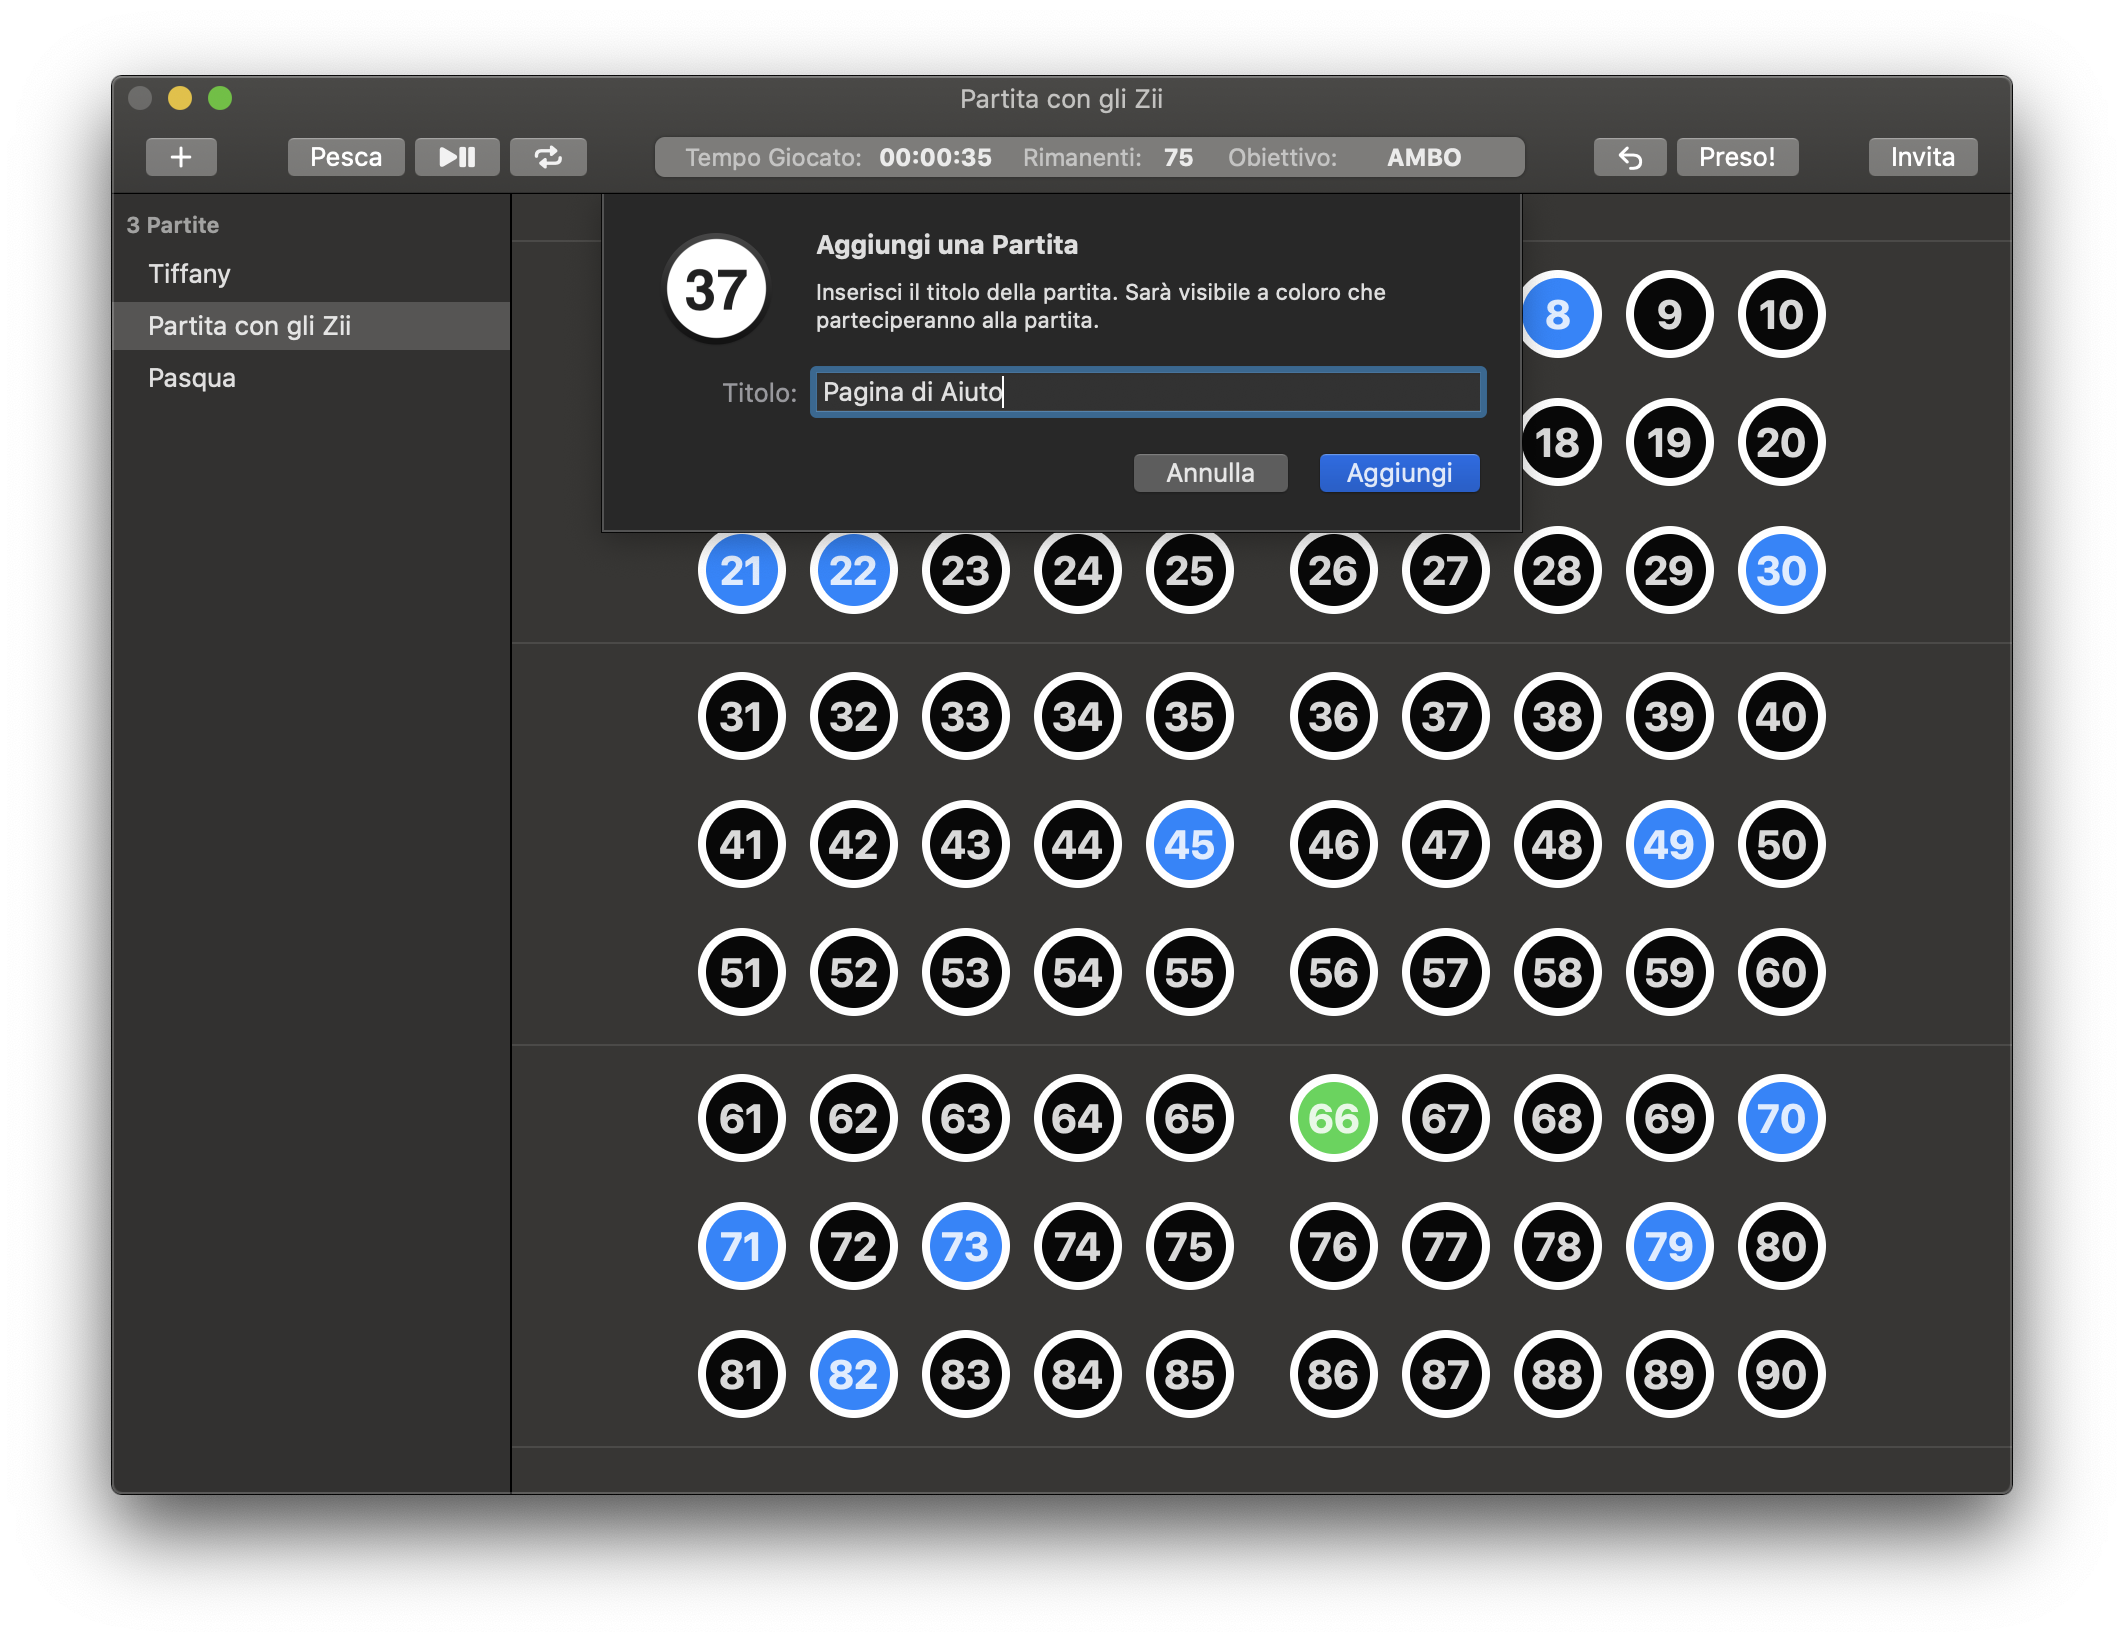 Partita con gli Zii
Pesca
Tempo Giocato: 00:00:35 Rimanenti: 75 Obiettivo: AMBO
Preso!
Invita
3 Partite
Tiffany
Partita con gli Zii
Pasqua
37
Aggiungi una Partita
Inserisci il titolo della partita. Sarà visibile a coloro che
parteciperanno alla partita.
Titolo: Pagina di Aiuto
Annulla Aggiungi
8 9 10
18 19 20
21 22 23 24 25 26 27 28 29 30
31 32 33 34 35 36 37 38 39 40
41 42 43 44 45 46 47 48 49 50
51 52 53 54 55 56 57 58 59 60
61 62 63 64 65 66 67 68 69 70
71 72 73 74 75 76 77 78 79 80
81 82 83 84 85 86 87 88 89 90